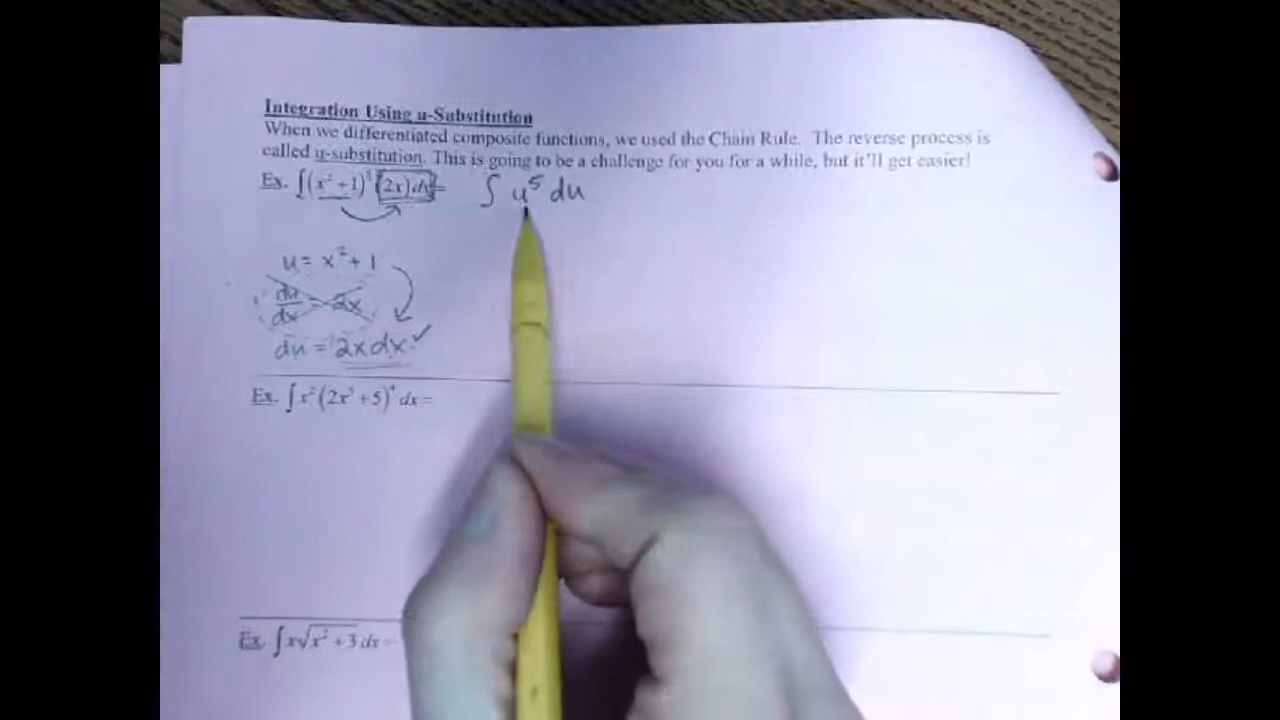 Integration Using u-Substitution
When we differentiated composite functions, we used the Chain Rule. The reverse process is
called u-substitution. This is going to be a challenge for you for a while, but it'll get easier!
Ex. ∫(x² +1)⁵(2x)dx = ∫ u⁵ du
u = x² + 1
du/dx = 2x
du = 2x dx ✓
Ex. ∫x²(2x³ +5)⁴ dx =
Ex. ∫x√(x² +3) dx =